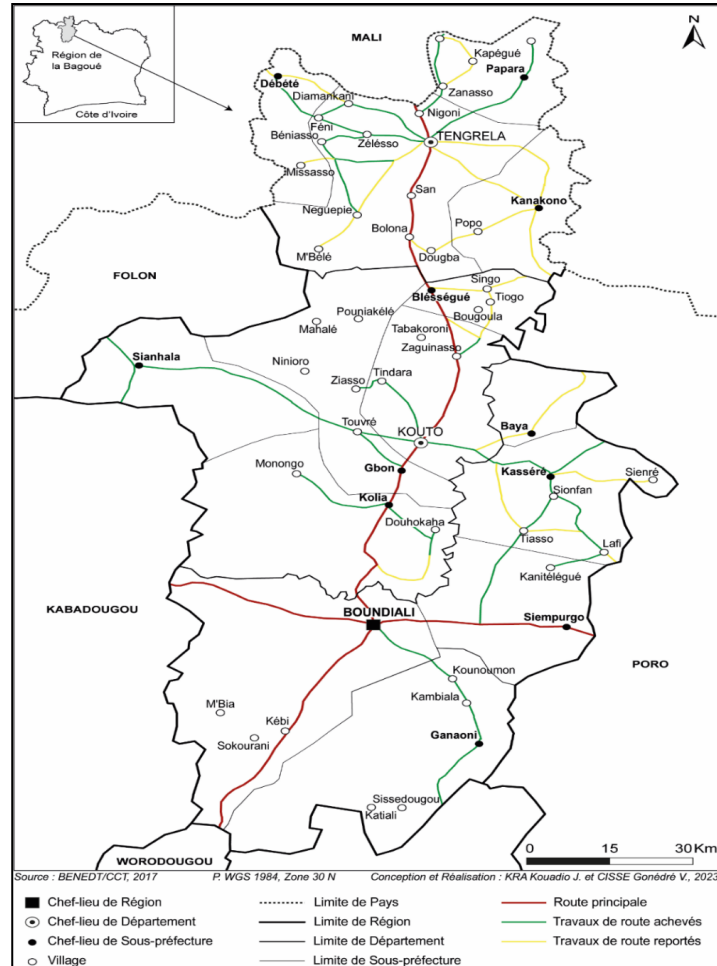 N
MALI
Région de
la Bagoué
Côte d'Ivoire
Kapégué
Papara
Débété
Diamankani
Zanasso
Nigoni
Féni
TENGRELA
Béniasso
Zélésso
Missasso
San
Kanakono
Neguepie
Popo
Bolona
M'Bélé
Dougba
FOLON
Singo
Blességué
Tiogo
Pouniakélé
Bougoula
Mahalé
Tabakoroni
Zaguinasso
Sianhala
Ninioro
Tindara
Ziasso
Touvré
KOUTO
Baya
Gbon
Monongo
Kasséré
Sienré
Kolia
Sionfan
Douhokaha
Tiasso
Lafi
Kanitélégué
KABADOUGOU
BOUNDIALI
Siempurgo
PORO
Kounoumon
M'Bia
Kambiala
Kébi
Sokourani
Ganaoni
Sissedougou
Katiali
WORODOUGOU
0 15 30 Km
Source : BENEDT/CCT, 2017 P. WGS 1984, Zone 30 N Conception et Réalisation : KRA Kouadio J. et CISSE Gonédré V., 2023
Chef-lieu de Région Limite de Pays Route principale
Chef-lieu de Département Limite de Région Travaux de route achevés
Chef-lieu de Sous-préfecture Limite de Département Travaux de route reportés
Village Limite de Sous-préfecture